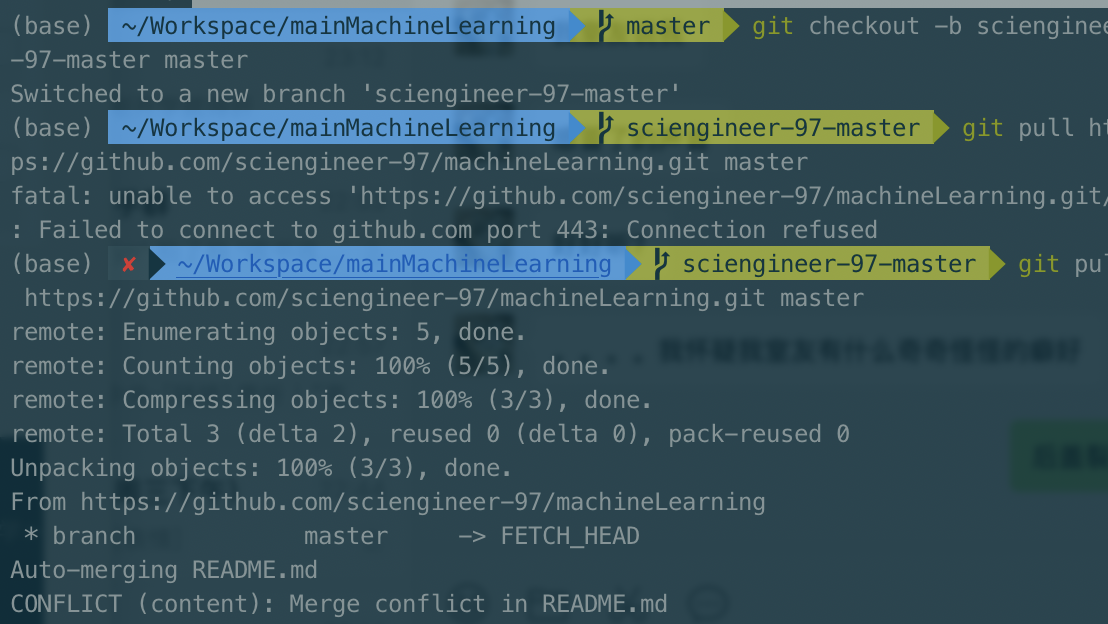 (base) ~/Workspace/mainMachineLearning master git checkout -b scienginee
-97-master master
Switched to a new branch 'sciengineer-97-master'
(base) ~/Workspace/mainMachineLearning sciengineer-97-master git pull ht
ps://github.com/sciengineer-97/machineLearning.git master
fatal: unable to access 'https://github.com/sciengineer-97/machineLearning.git/
: Failed to connect to github.com port 443: Connection refused
(base) ✘ ~/Workspace/mainMachineLearning sciengineer-97-master git pul
https://github.com/sciengineer-97/machineLearning.git master
remote: Enumerating objects: 5, done.
remote: Counting objects: 100% (5/5), done.
remote: Compressing objects: 100% (3/3), done.
remote: Total 3 (delta 2), reused 0 (delta 0), pack-reused 0
Unpacking objects: 100% (3/3), done.
From https://github.com/sciengineer-97/machineLearning
* branch master -> FETCH_HEAD
Auto-merging README.md
CONFLICT (content): Merge conflict in README.md